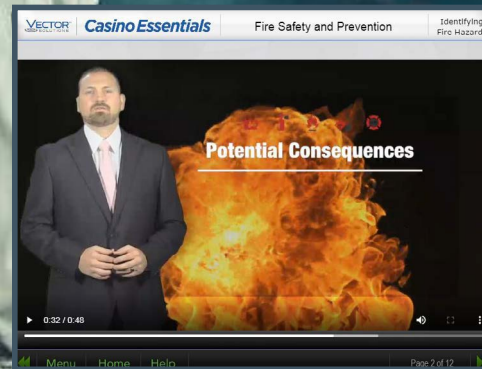 VECTOR
SOLUTIONS
Casino Essentials
Fire Safety and Prevention
Identifying
Fire Hazard
Potential Consequences
0:32 / 0:48
Menu
Home
Help
Page 2 of 12